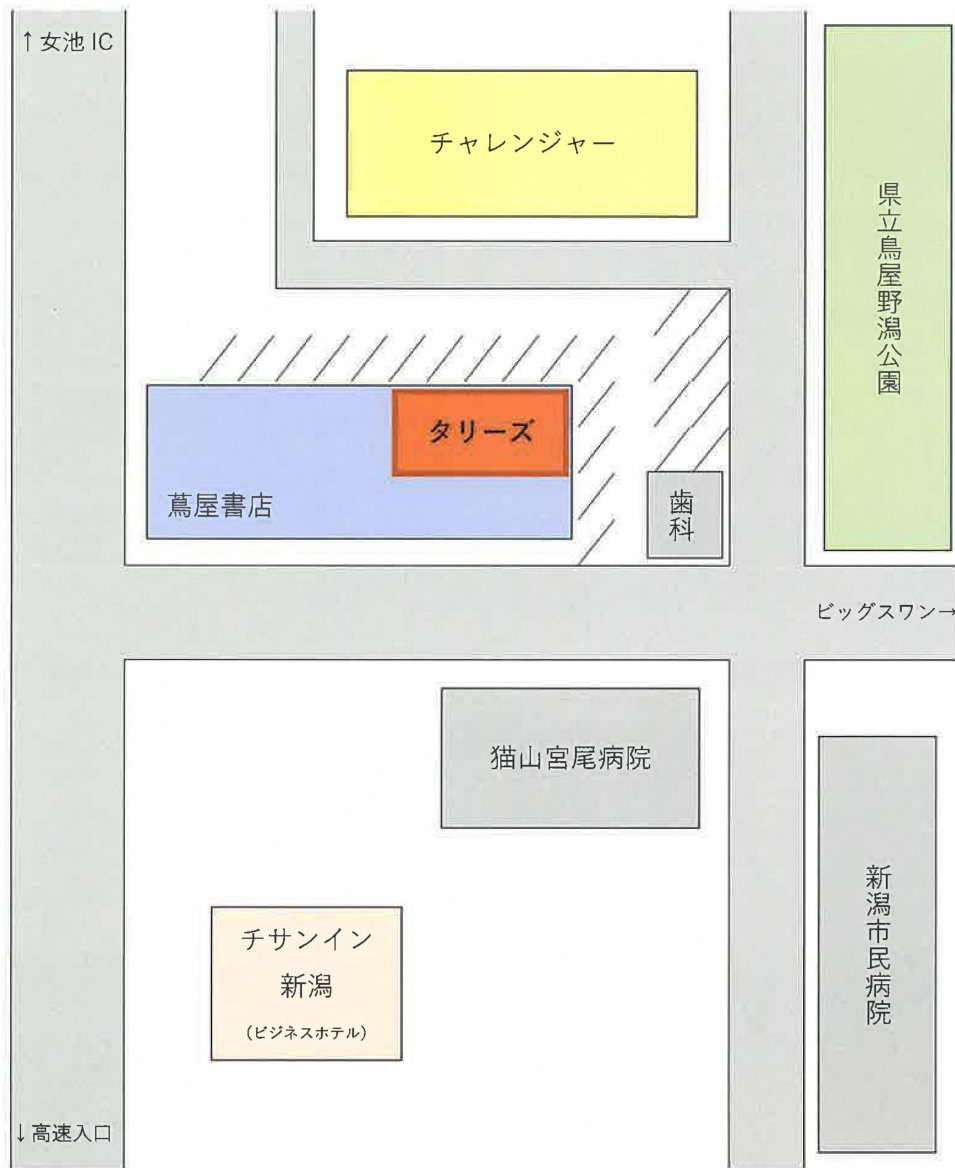 ↑女池 IC
チャレンジャー
県立鳥屋野潟公園
タリーズ
蔦屋書店
歯科
ビッグスワン→
猫山宮尾病院
新潟市民病院
チサンイン
新潟
(ビジネスホテル)
↓高速入口